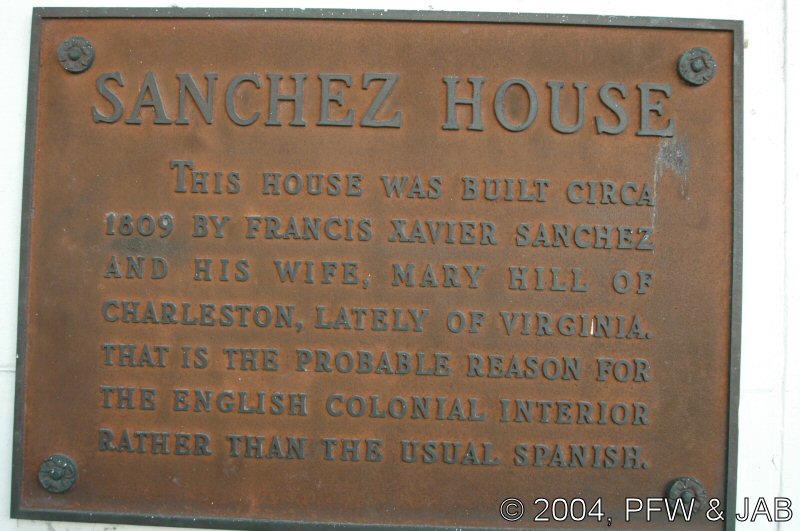 SANCHEZ HOUSE
THIS HOUSE WAS BUILT CIRCA
1809 BY FRANCIS XAVIER SANCHEZ
AND HIS WIFE, MARY HILL OF
CHARLESTON, LATELY OF VIRGINIA.
THAT IS THE PROBABLE REASON FOR
THE ENGLISH COLONIAL INTERIOR
RATHER THAN THE USUAL SPANISH.
© 2004, PFW & JAB